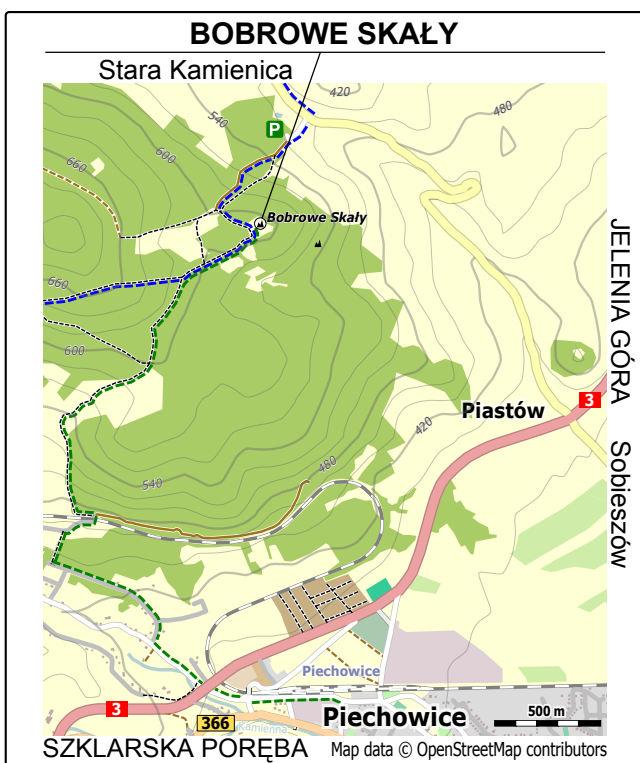 BOBROWE SKAŁY
Stara Kamienica
420
480
540
P
600
660
Bobrowe Skały
660
600
JELENIA GÓRA
Sobieszów
3
Piastów
420
480
540
Piechowice
3
366
Kamienna
Piechowice
500 m
SZKLARSKA PORĘBA
Map data © OpenStreetMap contributors